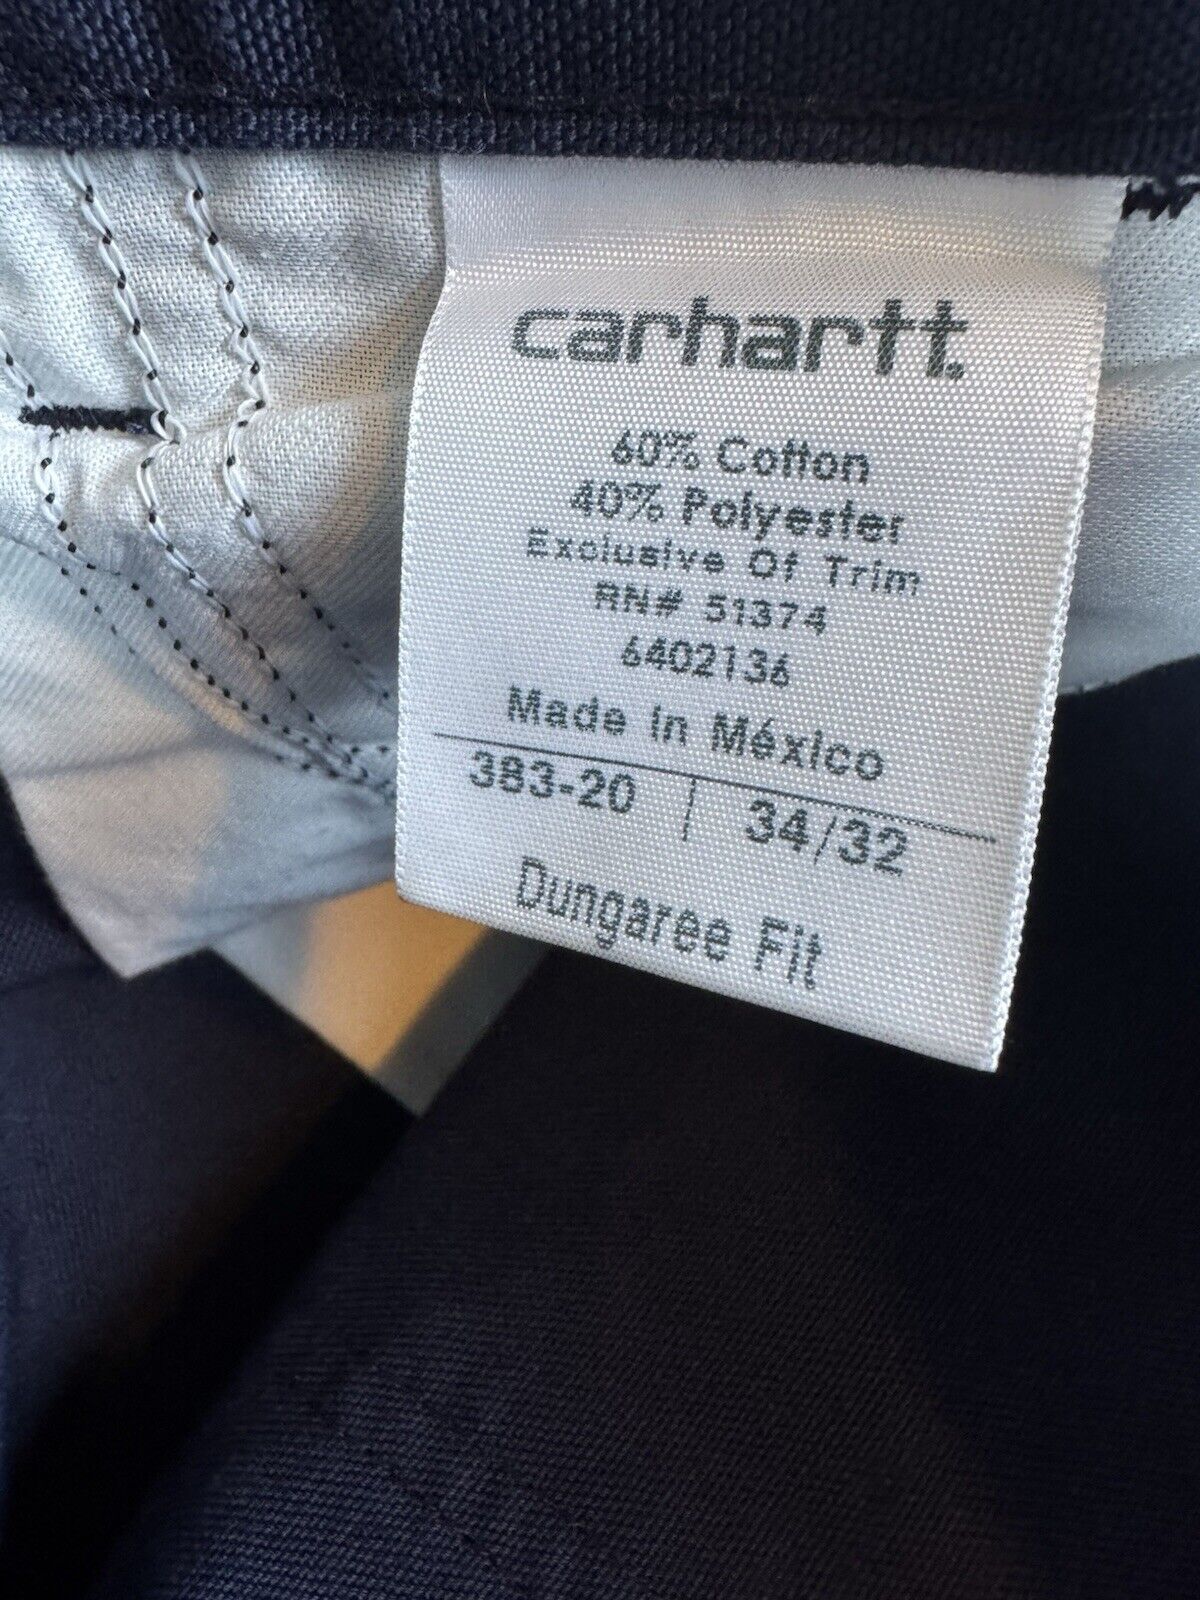 carhartt.
60% Cotton
40% Polyester
Exclusive Of Trim
RN# 51374
6402136
Made In México
383-20 | 34/32
Dungaree Fit